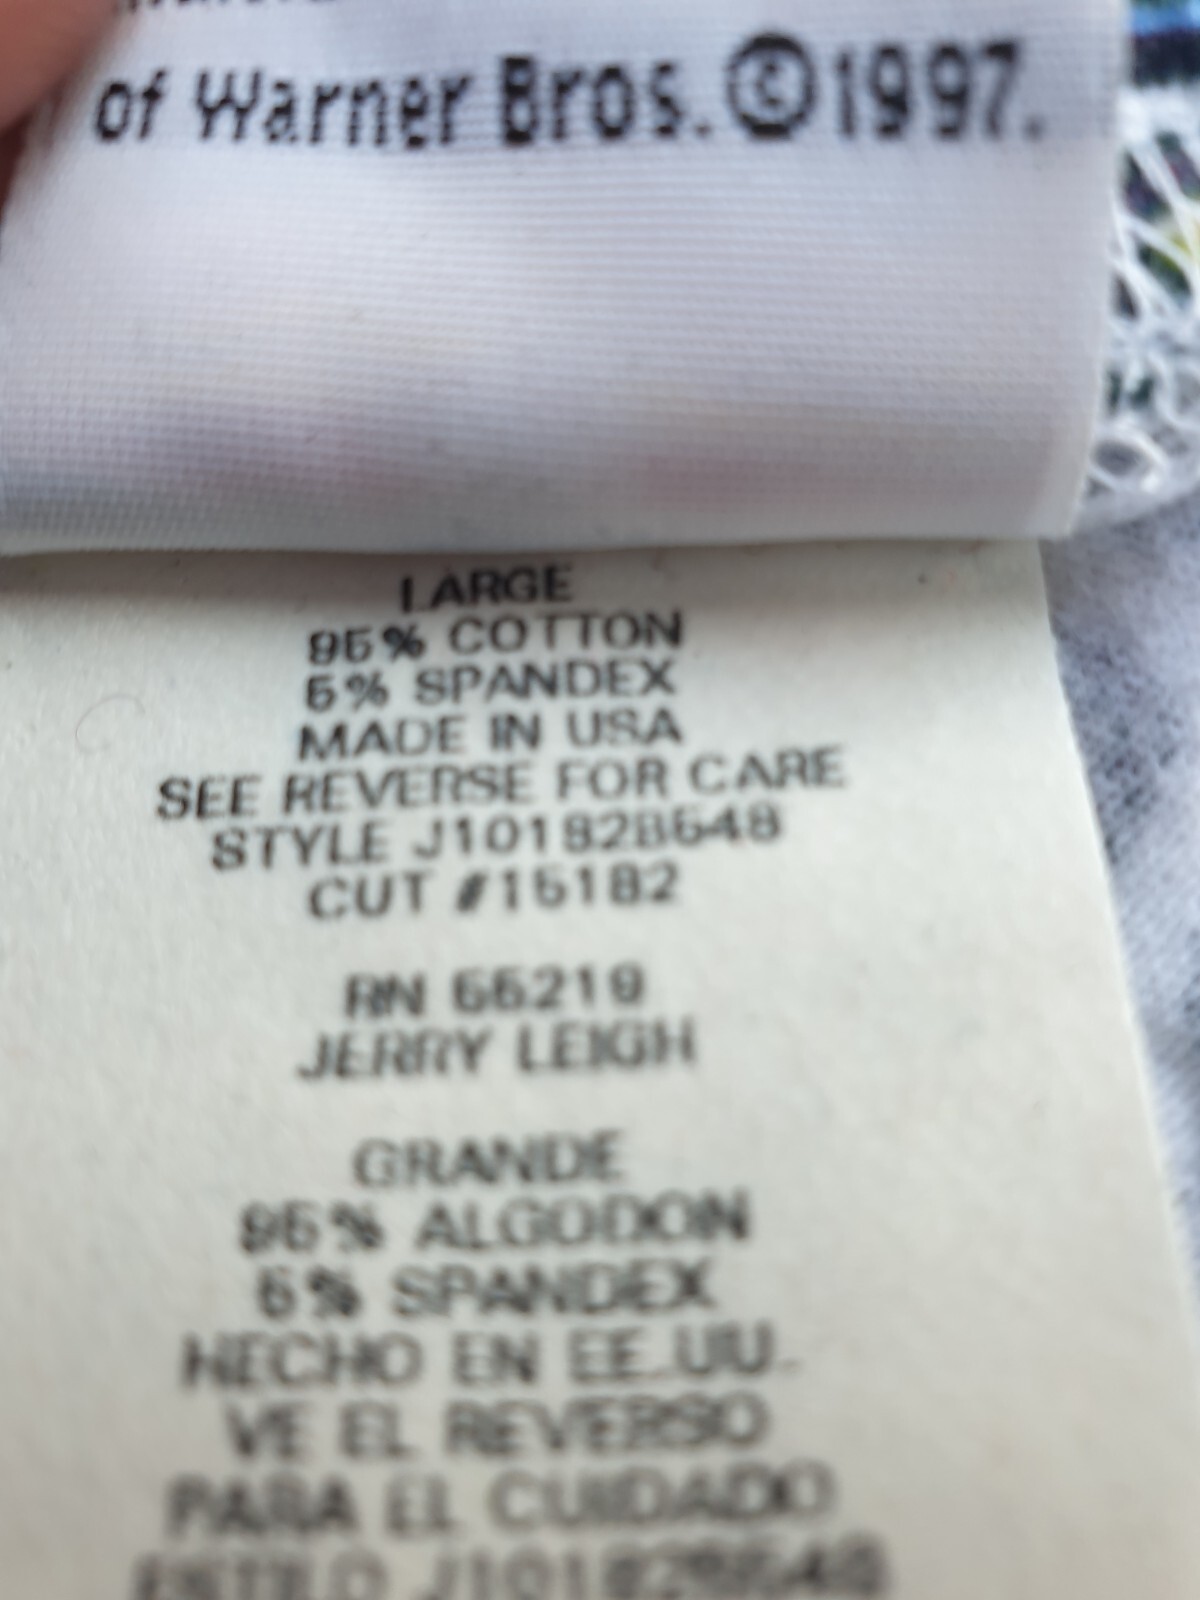 of Warner Bros. ©1997.
LARGE
95% COTTON
5% SPANDEX
MADE IN USA
SEE REVERSE FOR CARE
STYLE
CUT #15182
RN 66219
JERRY LEIGH
GRANDE
95% ALGODON
5% SPANDEX
HECHO EN EE.UU.
VE EL REVERSO
PARA EL CUIDADO
ESTILO